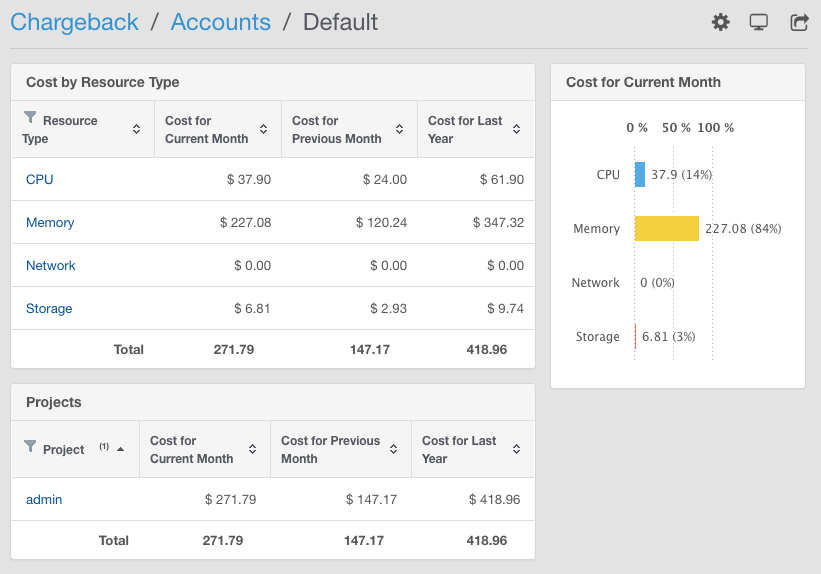 Chargeback / Accounts / Default
Cost by Resource Type
Resource Type Cost for Current Month Cost for Previous Month Cost for Last Year
CPU $ 37.90 $ 24.00 $ 61.90
Memory $ 227.08 $ 120.24 $ 347.32
Network $ 0.00 $ 0.00 $ 0.00
Storage $ 6.81 $ 2.93 $ 9.74
Total 271.79 147.17 418.96
Cost for Current Month
0 % 50 % 100 %
CPU 37.9 (14%)
Memory 227.08 (84%)
Network 0 (0%)
Storage 6.81 (3%)
Projects
Project (1) Cost for Current Month Cost for Previous Month Cost for Last Year
admin $ 271.79 $ 147.17 $ 418.96
Total 271.79 147.17 418.96